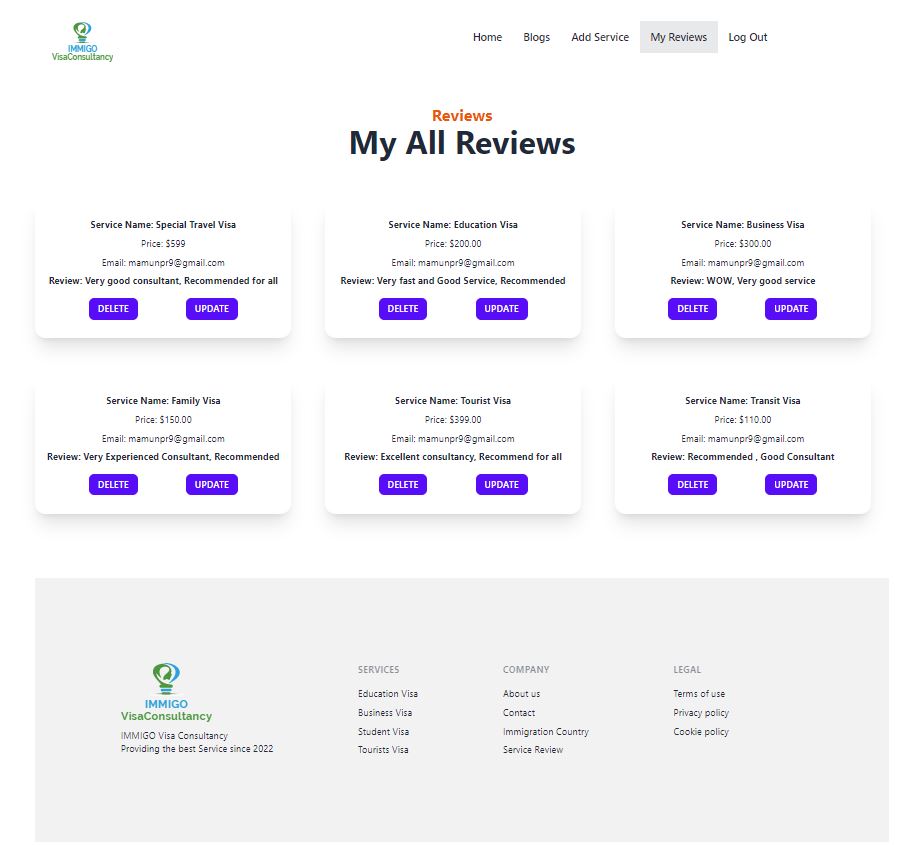 IMMIGO
VisaConsultancy
Home Blogs Add Service My Reviews Log Out
Reviews
My All Reviews
Service Name: Special Travel Visa
Price: $599
Email: mamunpr9@gmail.com
Review: Very good consultant, Recommended for all
DELETE UPDATE
Service Name: Education Visa
Price: $200.00
Email: mamunpr9@gmail.com
Review: Very fast and Good Service, Recommended
DELETE UPDATE
Service Name: Business Visa
Price: $300.00
Email: mamunpr9@gmail.com
Review: WOW, Very good service
DELETE UPDATE
Service Name: Family Visa
Price: $150.00
Email: mamunpr9@gmail.com
Review: Very Experienced Consultant, Recommended
DELETE UPDATE
Service Name: Tourist Visa
Price: $399.00
Email: mamunpr9@gmail.com
Review: Excellent consultancy, Recommend for all
DELETE UPDATE
Service Name: Transit Visa
Price: $110.00
Email: mamunpr9@gmail.com
Review: Recommended , Good Consultant
DELETE UPDATE
IMMIGO
VisaConsultancy
IMMIGO Visa Consultancy
Providing the best Service since 2022
SERVICES
Education Visa
Business Visa
Student Visa
Tourists Visa
COMPANY
About us
Contact
Immigration Country
Service Review
LEGAL
Terms of use
Privacy policy
Cookie policy